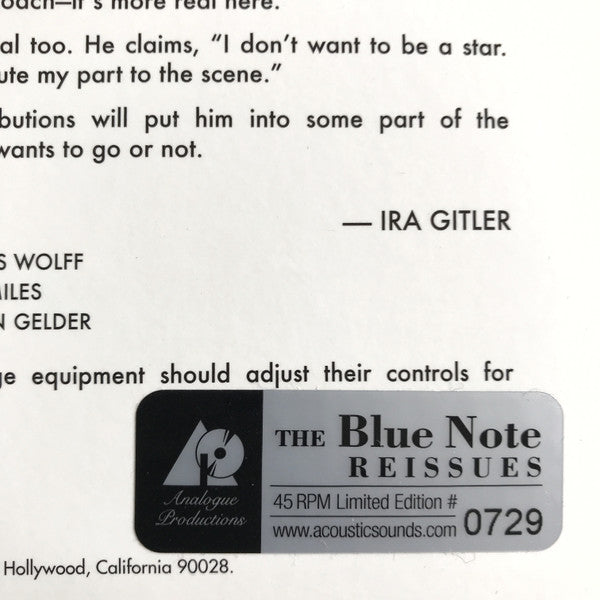 oach—it's more real here.
al too. He claims, "I don't want to be a star.
ute my part to the scene."
butions will put him into some part of the
wants to go or not.
— IRA GITLER
S WOLFF
MILES
N GELDER
ge equipment should adjust their controls for
THE Blue Note
REISSUES
Analogue
Productions
45 RPM Limited Edition #
www.acousticsounds.com 0729
Hollywood, California 90028.